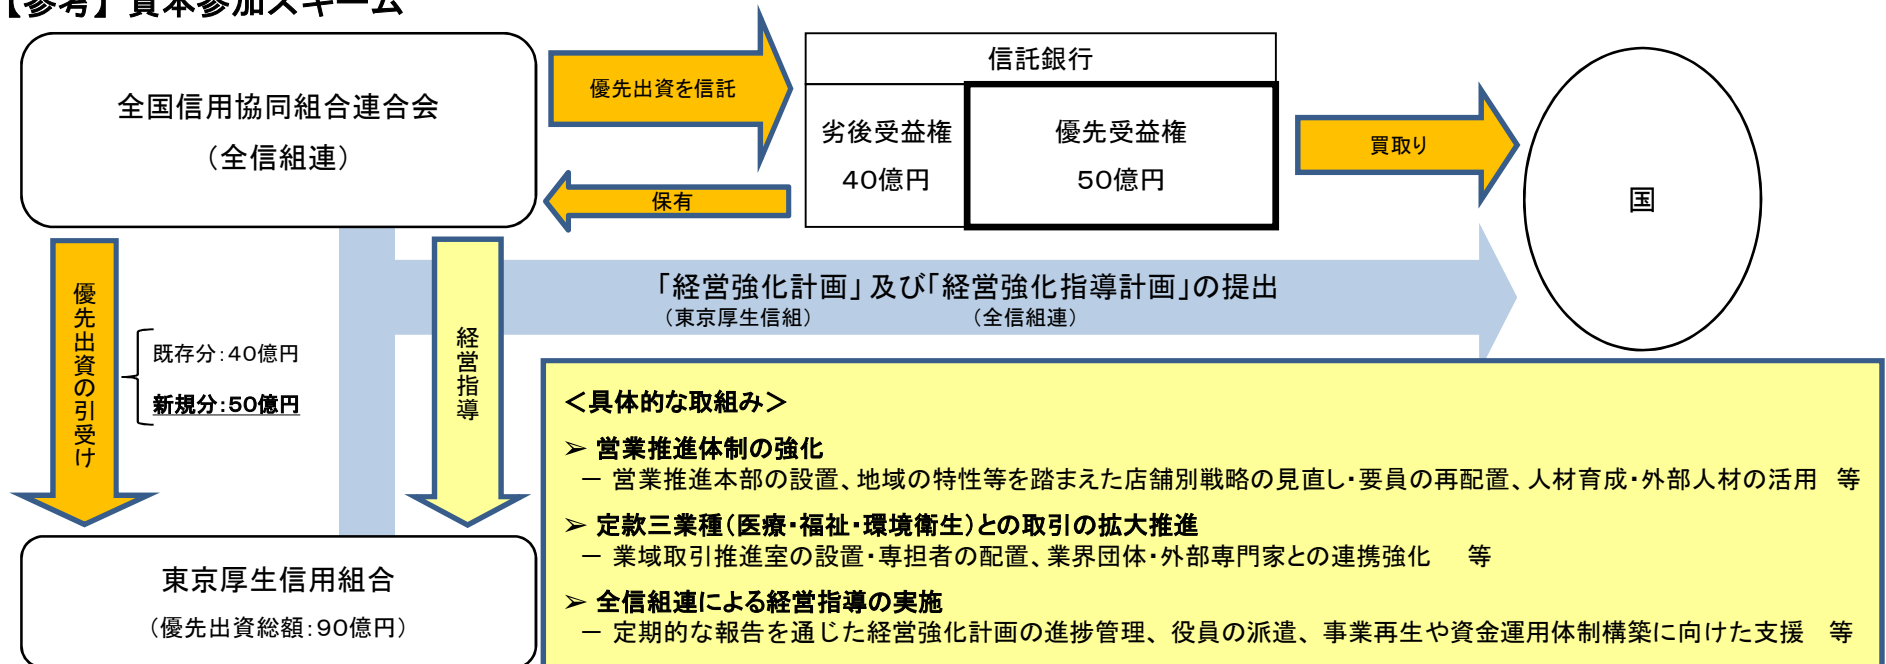 【参考】資本参加スキーム
全国信用協同組合連合会
（全信組連）
優先出資を信託
保有
信託銀行
劣後受益権
40億円
優先受益権
50億円
買取り
国
「経営強化計画」及び「経営強化指導計画」の提出
（東京厚生信組）　（全信組連）
優先出資の引受け
既存分：40億円
新規分：50億円
経営指導
東京厚生信用組合
（優先出資総額：90億円）
＜具体的な取組み＞
➢ 営業推進体制の強化
－ 営業推進本部の設置、地域の特性等を踏まえた店舗別戦略の見直し・要員の再配置、人材育成・外部人材の活用　等
➢ 定款三業種（医療・福祉・環境衛生）との取引の拡大推進
－ 業域取引推進室の設置・専担者の配置、業界団体・外部専門家との連携強化　等
➢ 全信組連による経営指導の実施
－ 定期的な報告を通じた経営強化計画の進捗管理、役員の派遣、事業再生や資金運用体制構築に向けた支援　等